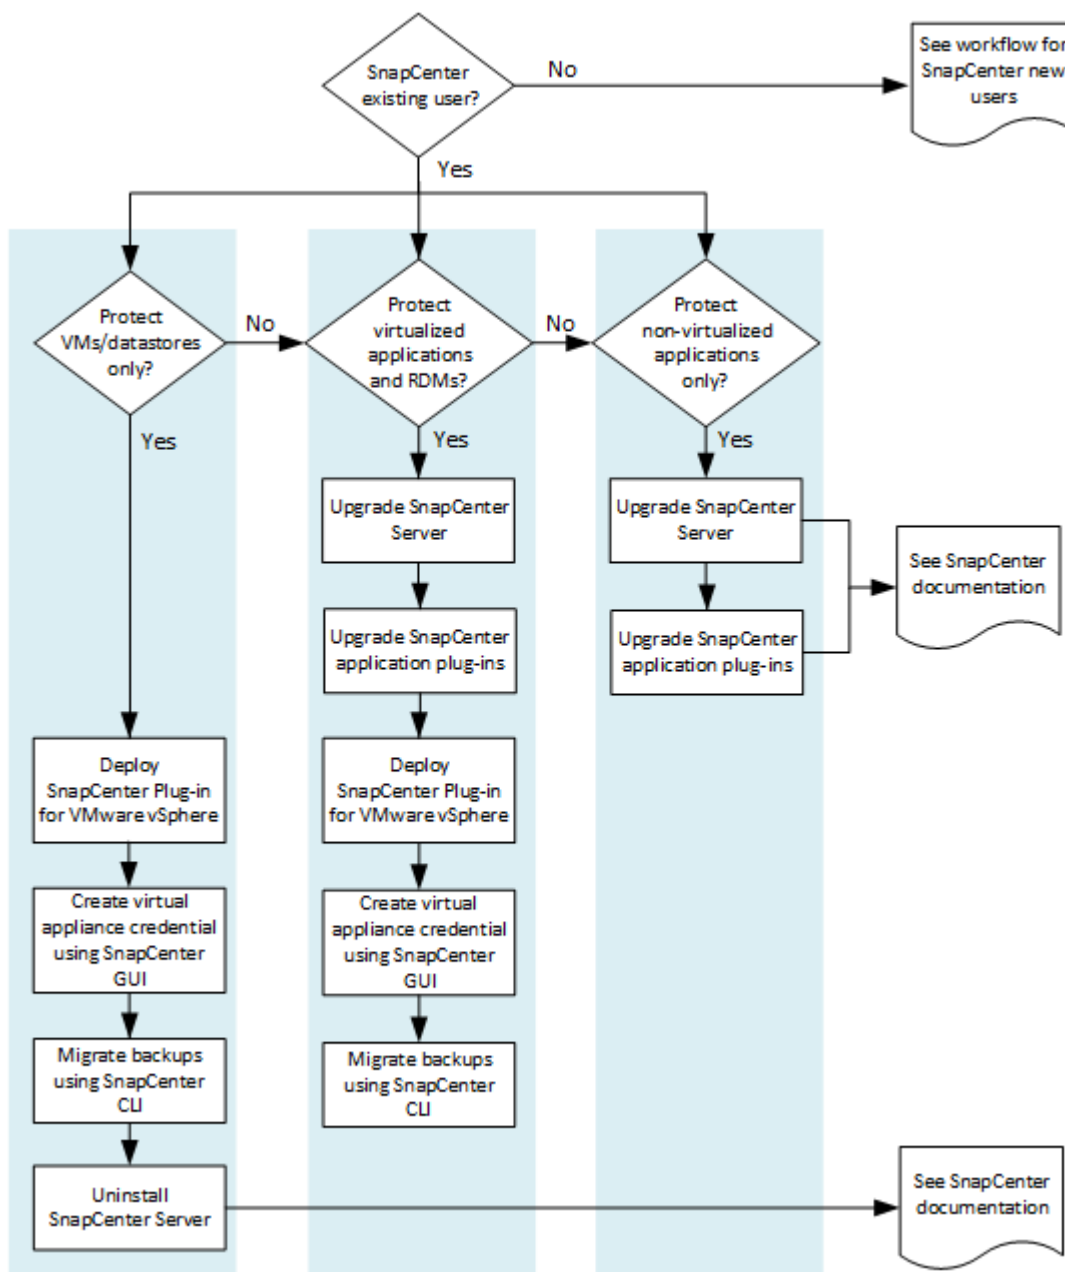 SnapCenter
existing user?
No
See workflow for
SnapCenter new
users
Yes
Protect
VMs/datastores
only?
No
Protect
virtualized
applications
and RDMs?
No
Protect
non-virtualized
applications
only?
Yes
Yes
Yes
Upgrade SnapCenter
Server
Upgrade SnapCenter
Server
See SnapCenter
documentation
Upgrade SnapCenter
application plug-ins
Upgrade SnapCenter
application plug-ins
Deploy
SnapCenter Plug-in
for VMware vSphere
Deploy
SnapCenter Plug-in
for VMware vSphere
Create virtual
appliance credential
using SnapCenter
GUI
Create virtual
appliance credential
using SnapCenter
GUI
Migrate backups
using SnapCenter
CLI
Migrate backups
using SnapCenter
CLI
Uninstall
SnapCenter Server
See SnapCenter
documentation